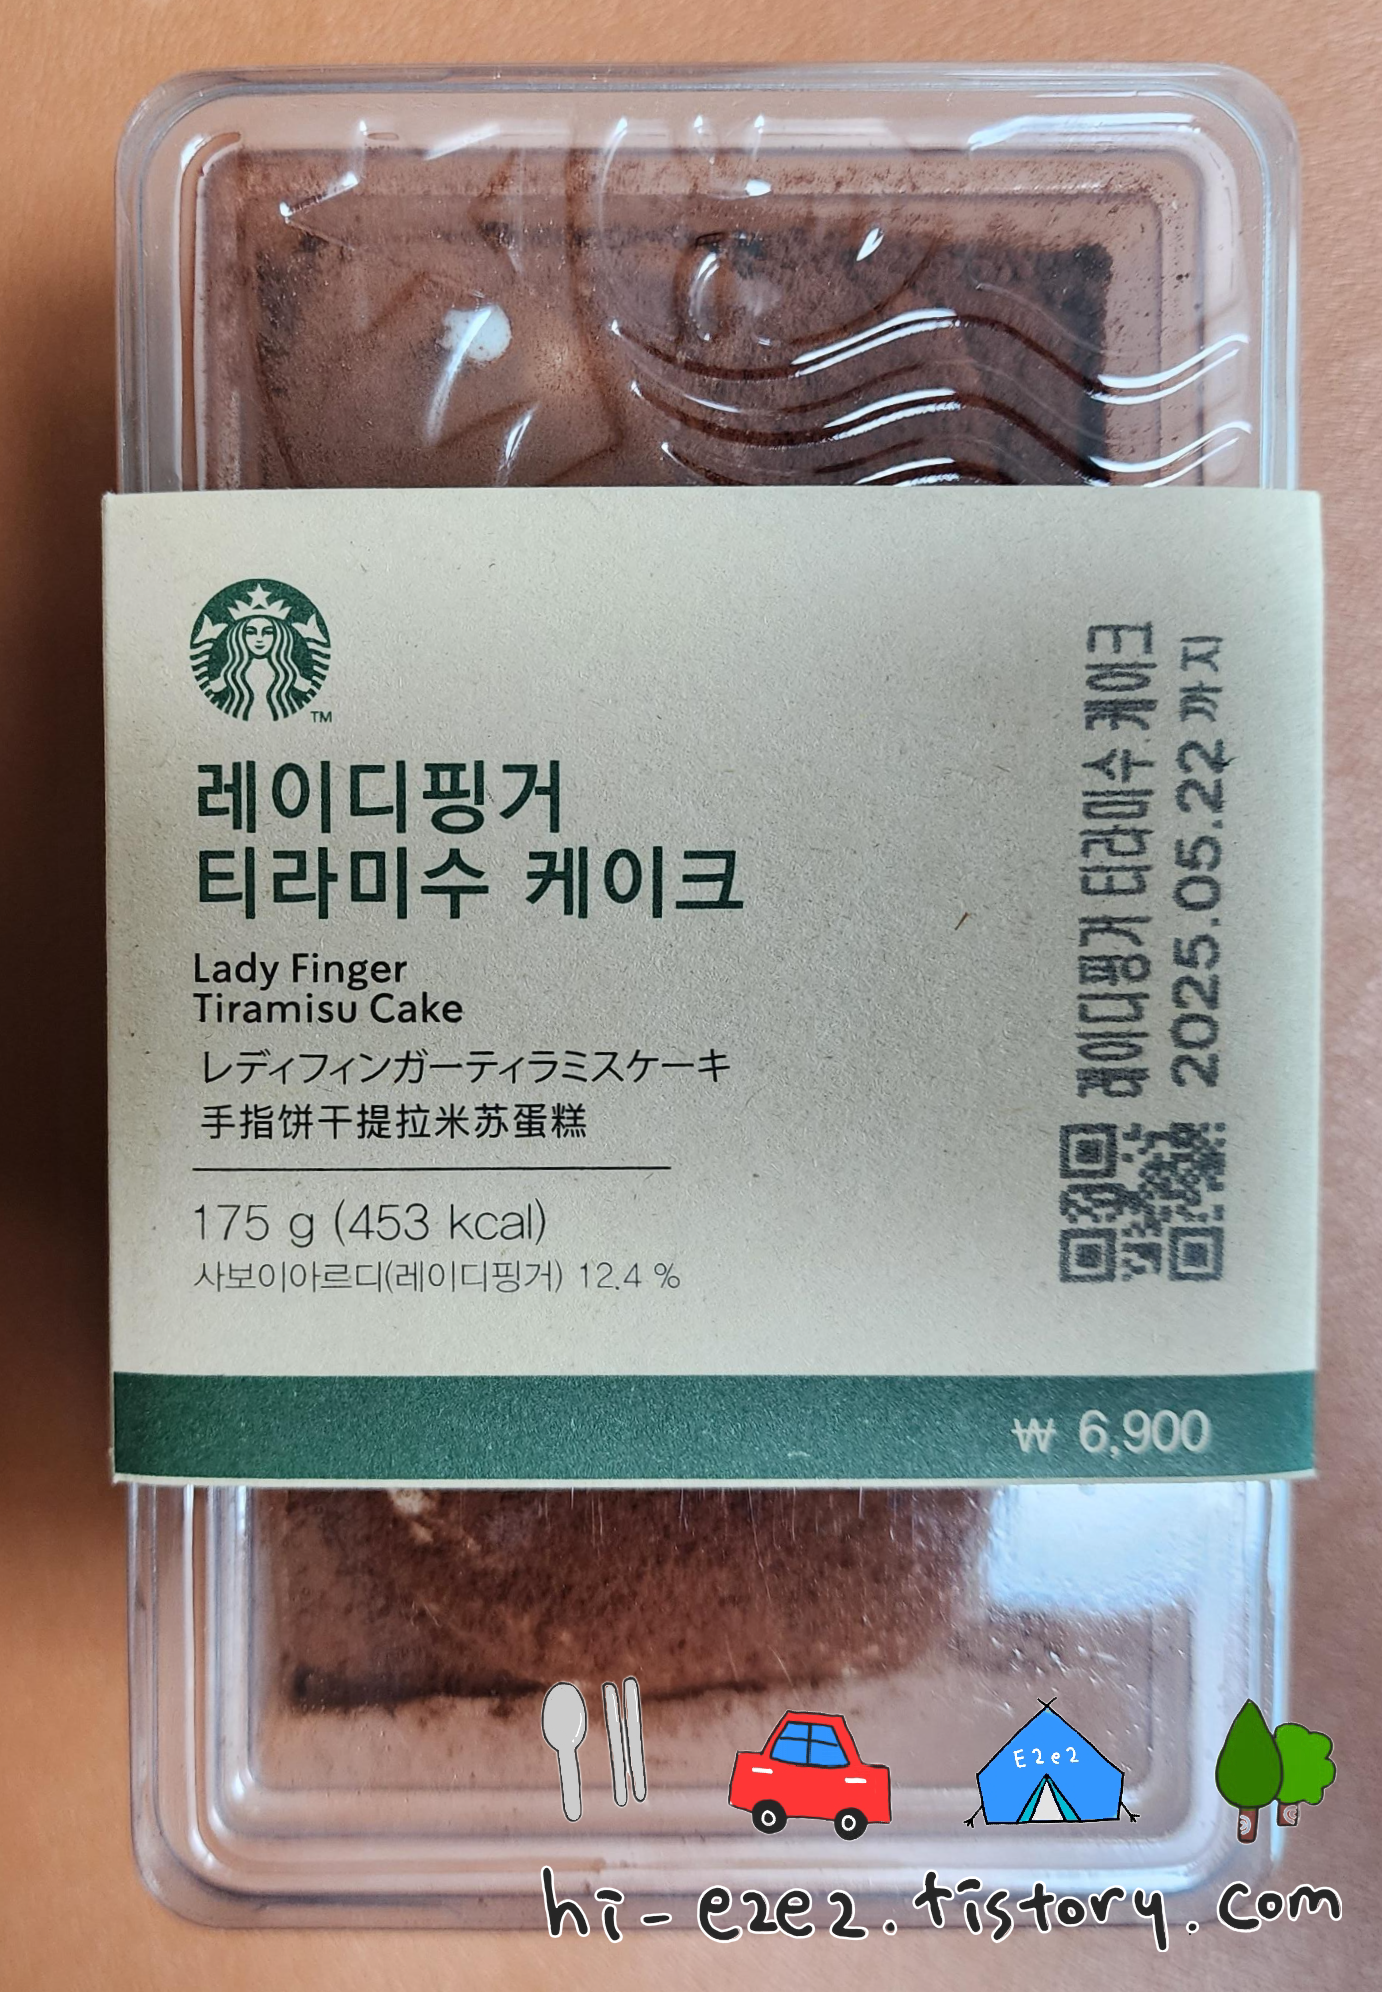 TM
레이디핑거
티라미수 케이크
Lady Finger
Tiramisu Cake
レディフィンガーティラミスケーキ
手指饼干提拉米苏蛋糕
175 g (453 kcal)
사보이아르디(레이디핑거) 12.4 %
레이디핑거 티라미수 케이크
2025.05.22 까지
₩ 6,900
E2e2
hi-e2e2.tistory.com